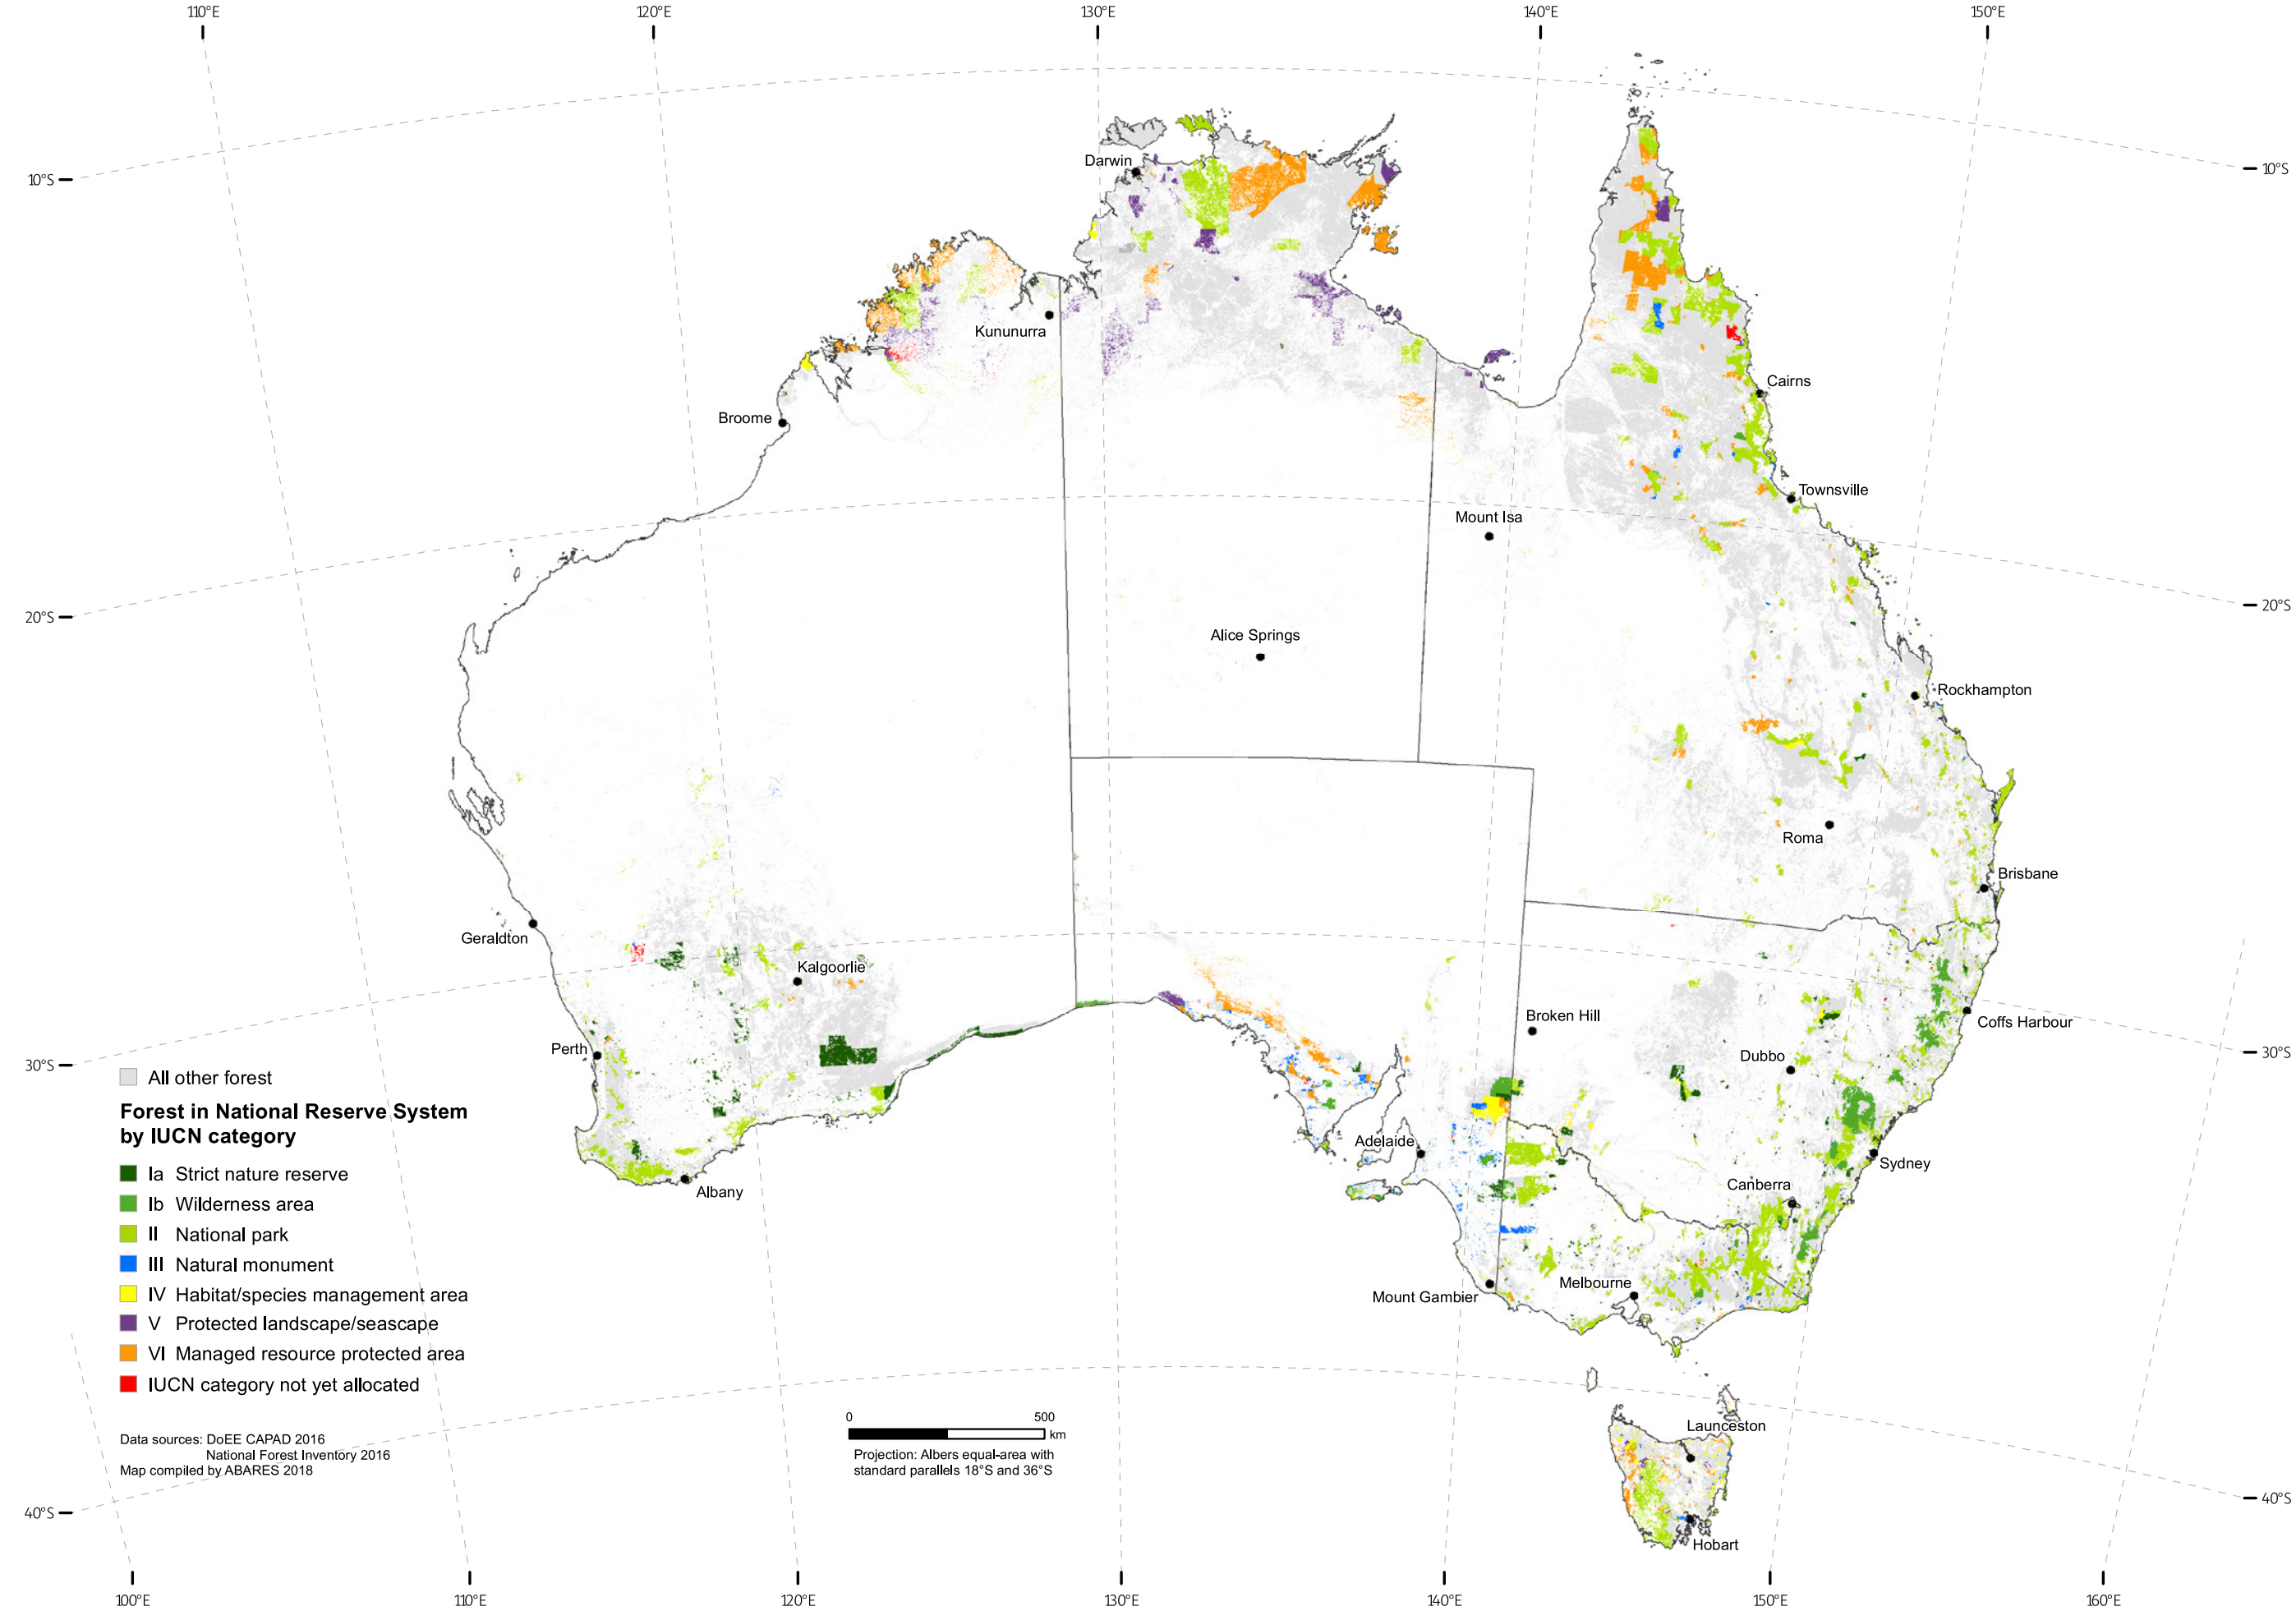 110°E
120°E
130°E
140°E
150°E
10°S
10°S
Darwin
Kununurra
Cairns
Broome
Townsville
Mount Isa
20°S
20°S
Alice Springs
Rockhampton
Roma
Brisbane
Geraldton
Kalgoorlie
Broken Hill
Coffs Harbour
Perth
Dubbo
30°S
30°S
All other forest
Forest in National Reserve System
by IUCN category
Ia Strict nature reserve
Ib Wilderness area
II National park
III Natural monument
IV Habitat/species management area
V Protected landscape/seascape
VI Managed resource protected area
IUCN category not yet allocated
Adelaide
Sydney
Albany
Canberra
Mount Gambier
Melbourne
Data sources: DoEE CAPAD 2016
National Forest Inventory 2016
Map compiled by ABARES 2018
0 500
km
Projection: Albers equal-area with
standard parallels 18°S and 36°S
Launceston
40°S
40°S
Hobart
100°E
110°E
120°E
130°E
140°E
150°E
160°E